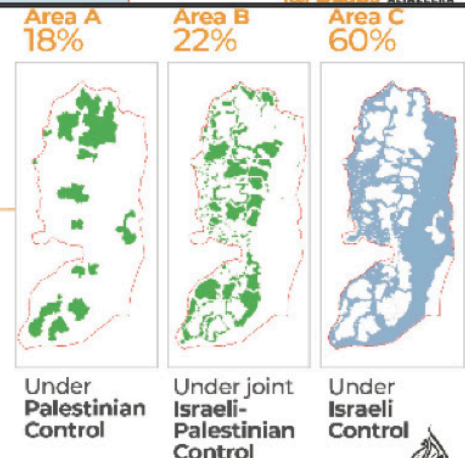 Area A
18%
Area B
22%
Area C
60%
Under
Palestinian
Control
Under joint
Israeli-
Palestinian
Control
Under
Israeli
Control